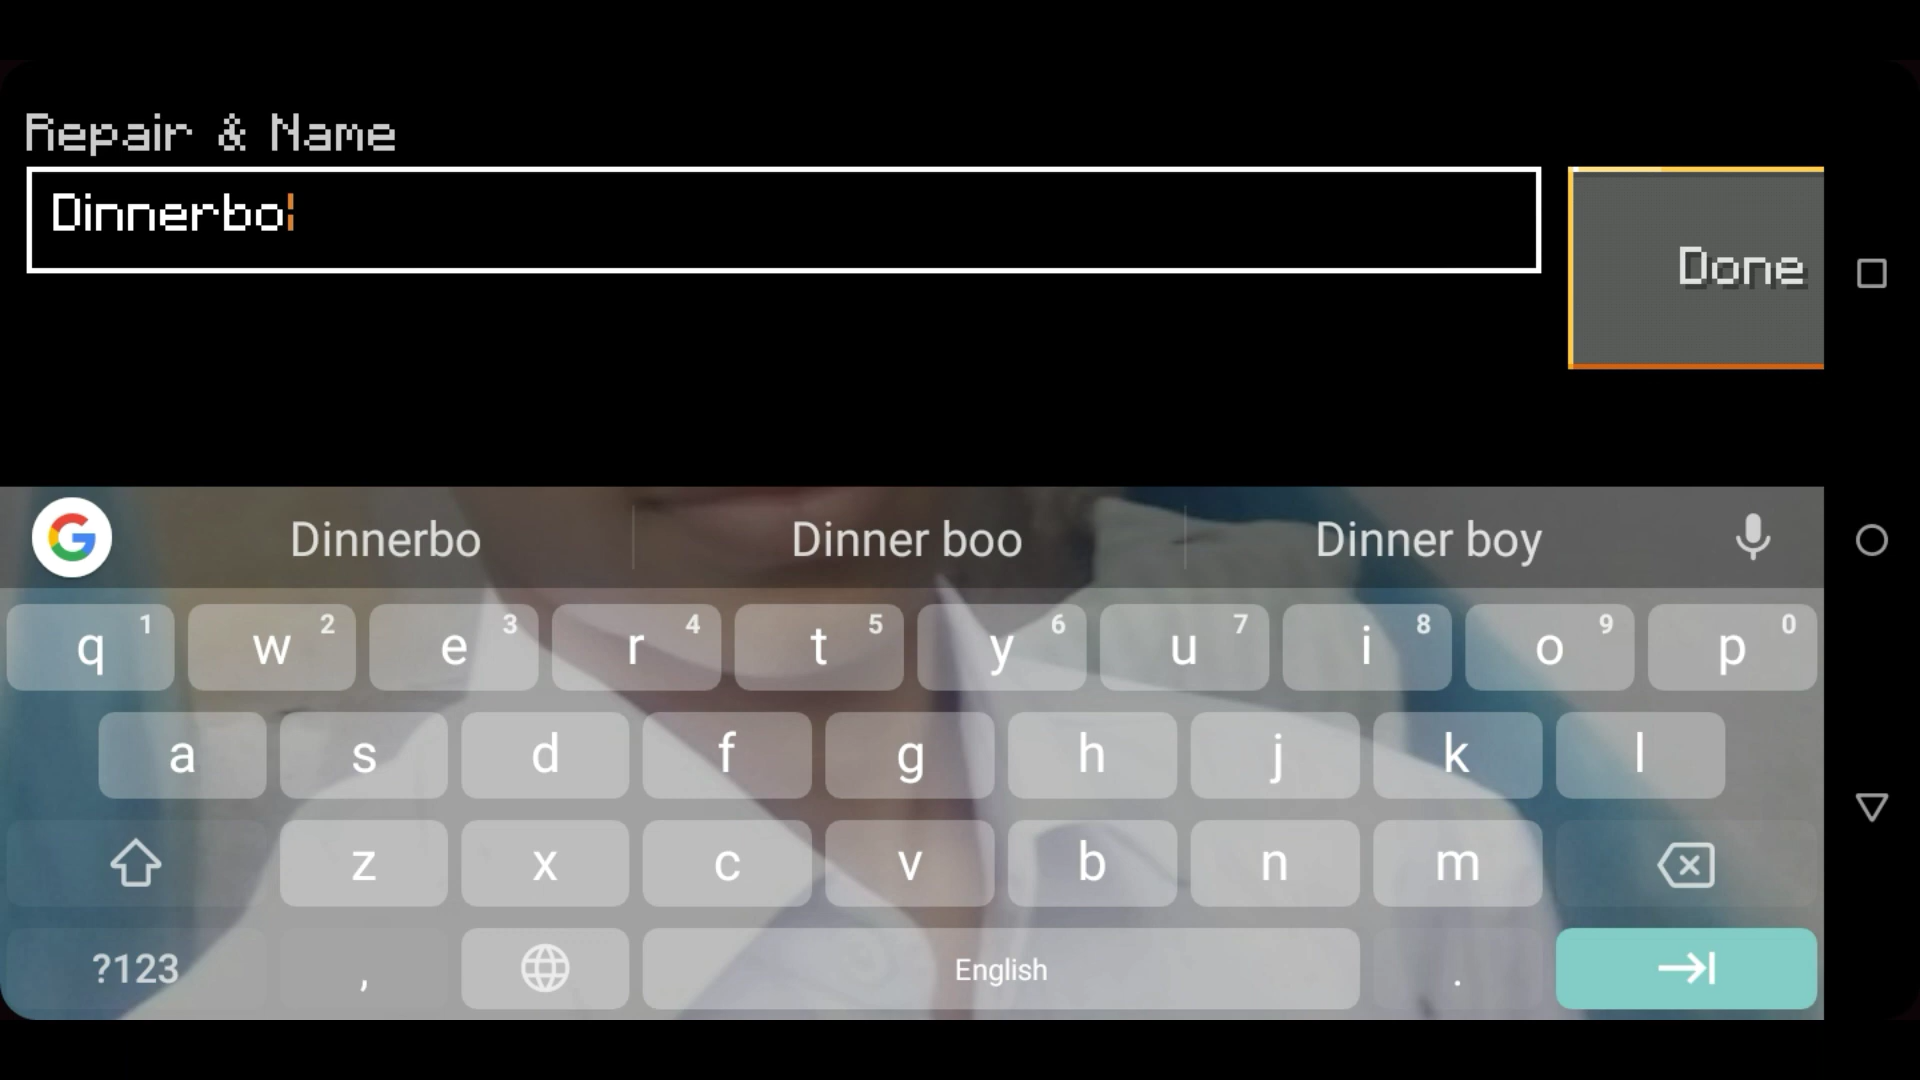 Repair & Name
Dinnerbo
Done
Dinnerbo Dinner boo Dinner boy
q 1 w 2 e 3 r 4 t 5 y 6 u 7 i 8 o 9 p 0
a s d f g h j k l
z x c v b n m
?123 , English .